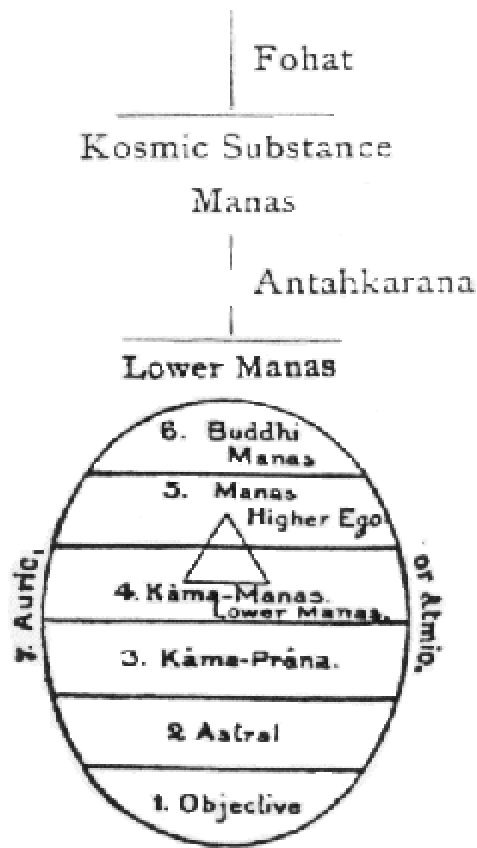 Fohat
Kosmic Substance
Manas
Antahkarana
Lower Manas
6. Buddhi
Manas
5. Manas
Higher Ego
4. Kâma-Manas.
Lower Manas.
7. Auric,
or Atmic.
3. Kâma-Prâna.
2 Astral
1. Objective